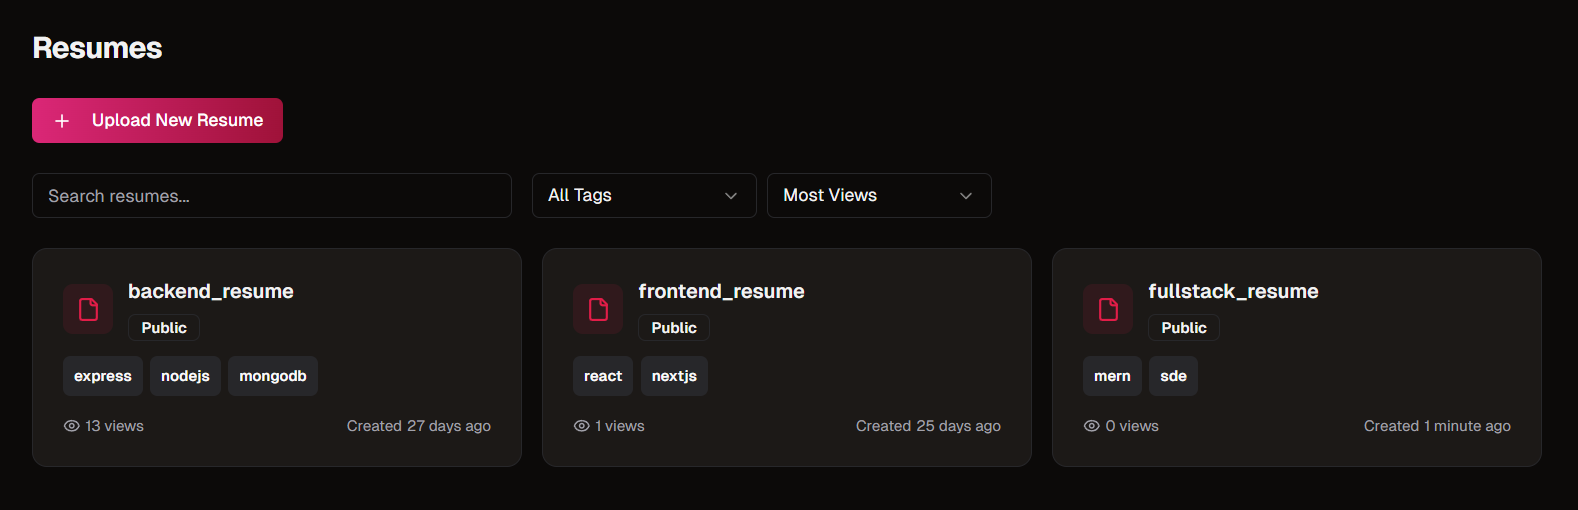 Resumes
+ Upload New Resume
Search resumes...
All Tags
Most Views
backend_resume
Public
express nodejs mongodb
13 views Created 27 days ago
frontend_resume
Public
react nextjs
1 views Created 25 days ago
fullstack_resume
Public
mern sde
0 views Created 1 minute ago